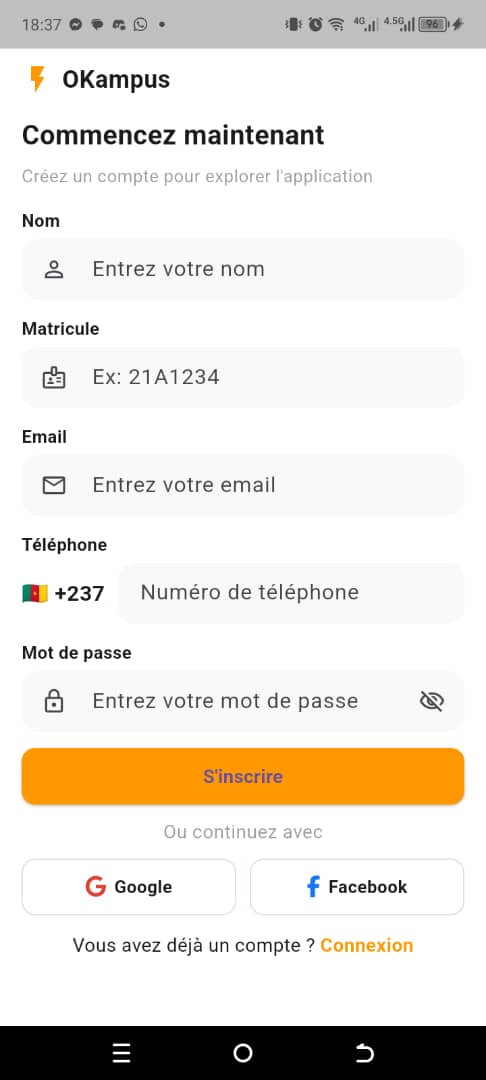 18:37
4G
4.5G
96
OKampus
Commencez maintenant
Créez un compte pour explorer l'application
Nom
Entrez votre nom
Matricule
Ex: 21A1234
Email
Entrez votre email
Téléphone
+237 Numéro de téléphone
Mot de passe
Entrez votre mot de passe
S'inscrire
Ou continuez avec
Google
Facebook
Vous avez déjà un compte ? Connexion